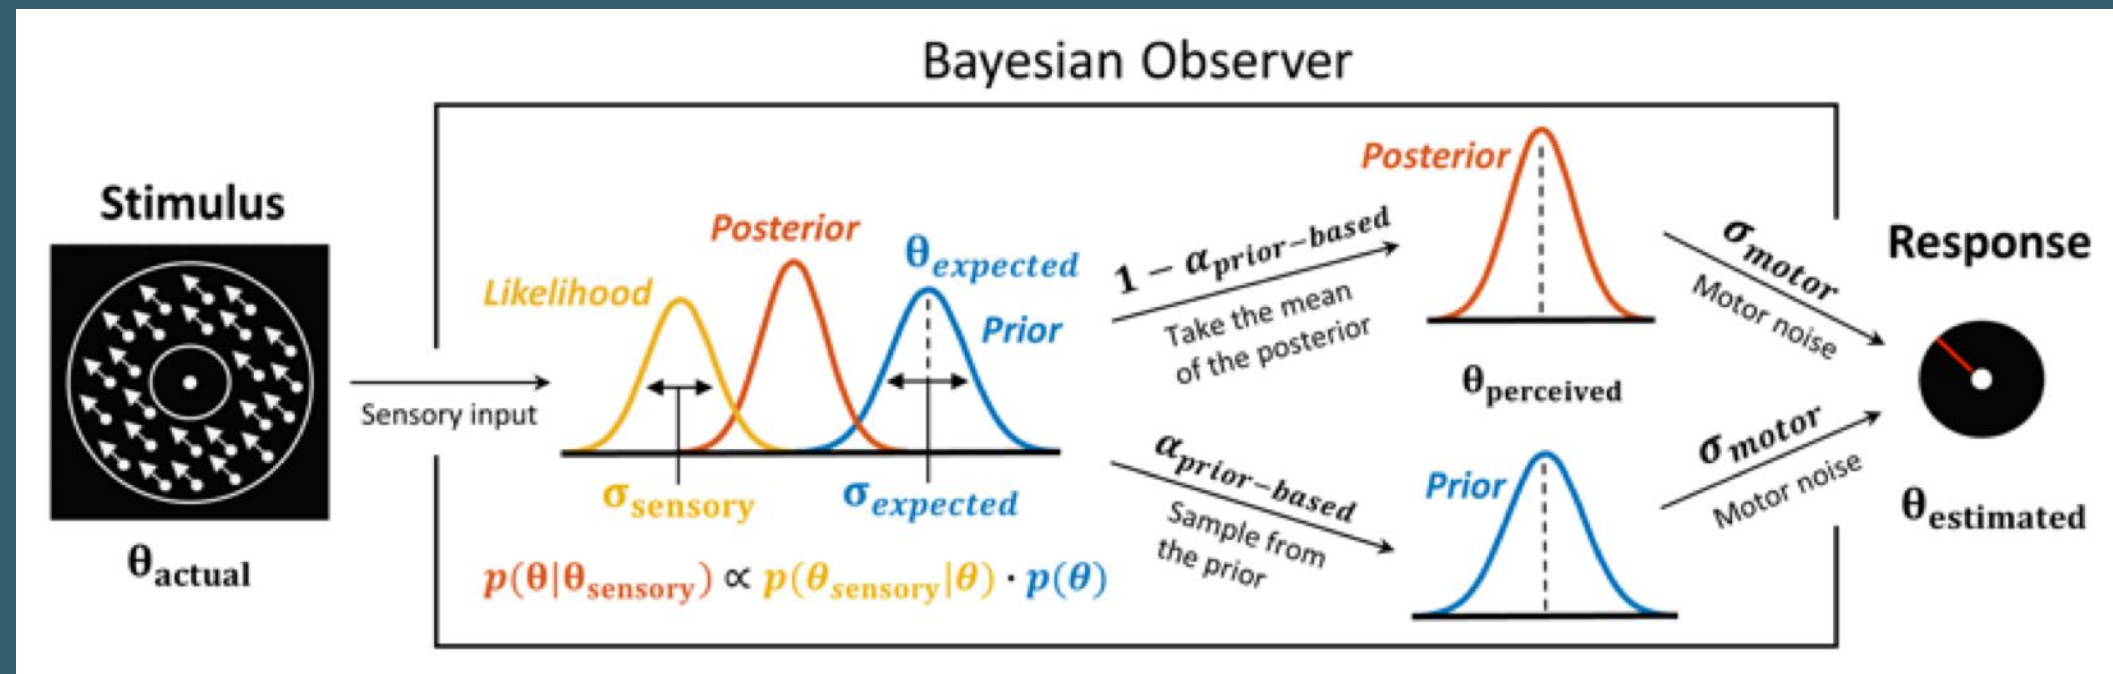 Bayesian Observer
Stimulus
θactual
Sensory input
Likelihood
Posterior
θexpected
Prior
σsensory
σexpected
p(θ|θsensory) ∝ p(θsensory|θ) · p(θ)
1 − αprior−based
Take the mean
of the posterior
αprior−based
Sample from
the prior
Posterior
θperceived
Prior
σmotor
Motor noise
σmotor
Motor noise
Response
θestimated